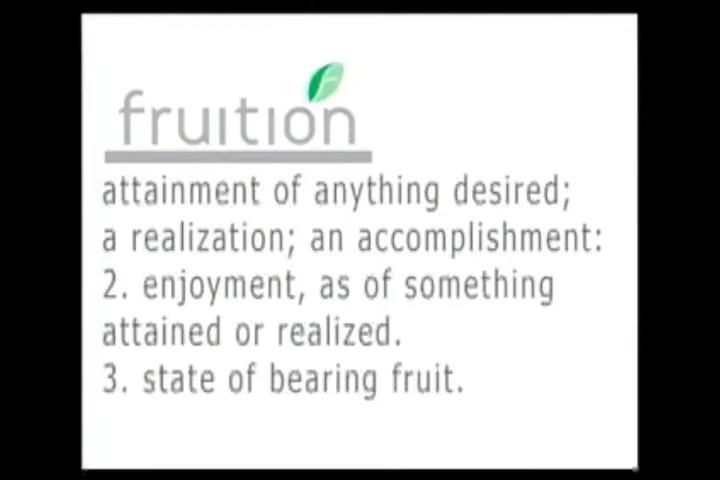 fruition
attainment of anything desired;
a realization; an accomplishment:
2. enjoyment, as of something
attained or realized.
3. state of bearing fruit.